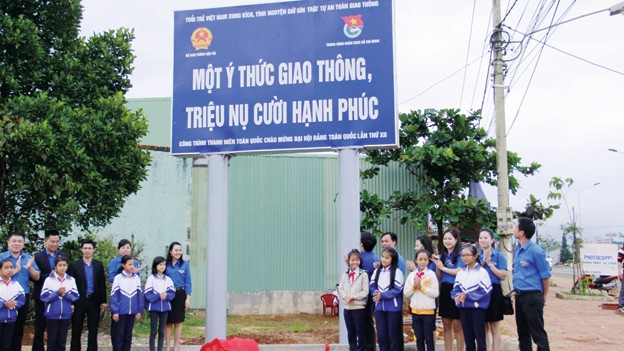 TUỔI TRẺ VIỆT NAM XUNG KÍCH, TÌNH NGUYỆN GIỮ GÌN TRẬT TỰ AN TOÀN GIAO THÔNG
MỘT Ý THỨC GIAO THÔNG,
TRIỆU NỤ CƯỜI HẠNH PHÚC
CÔNG TRÌNH THANH NIÊN TOÀN QUỐC CHÀO MỪNG ĐẠI HỘI ĐẢNG TOÀN QUỐC LẦN THỨ XII
PHOTOCOPY